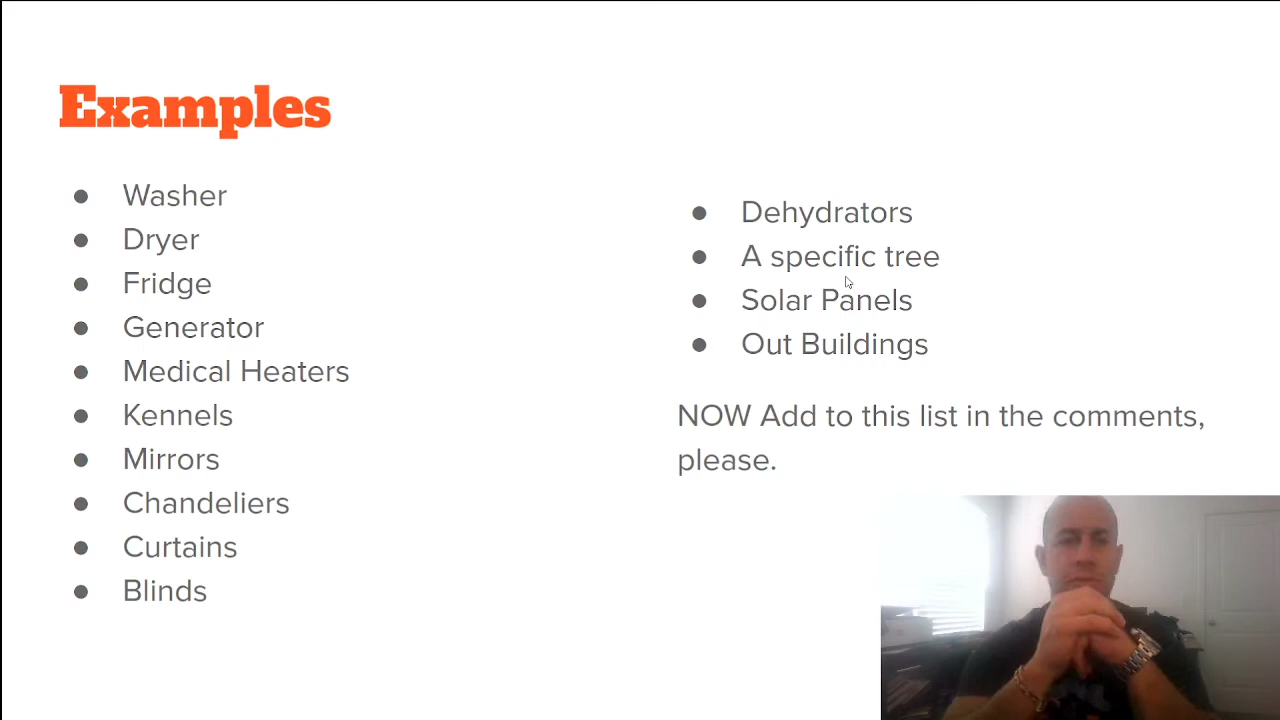 Examples
Washer
Dryer
Fridge
Generator
Medical Heaters
Kennels
Mirrors
Chandeliers
Curtains
Blinds
Dehydrators
A specific tree
Solar Panels
Out Buildings
NOW Add to this list in the comments,
please.